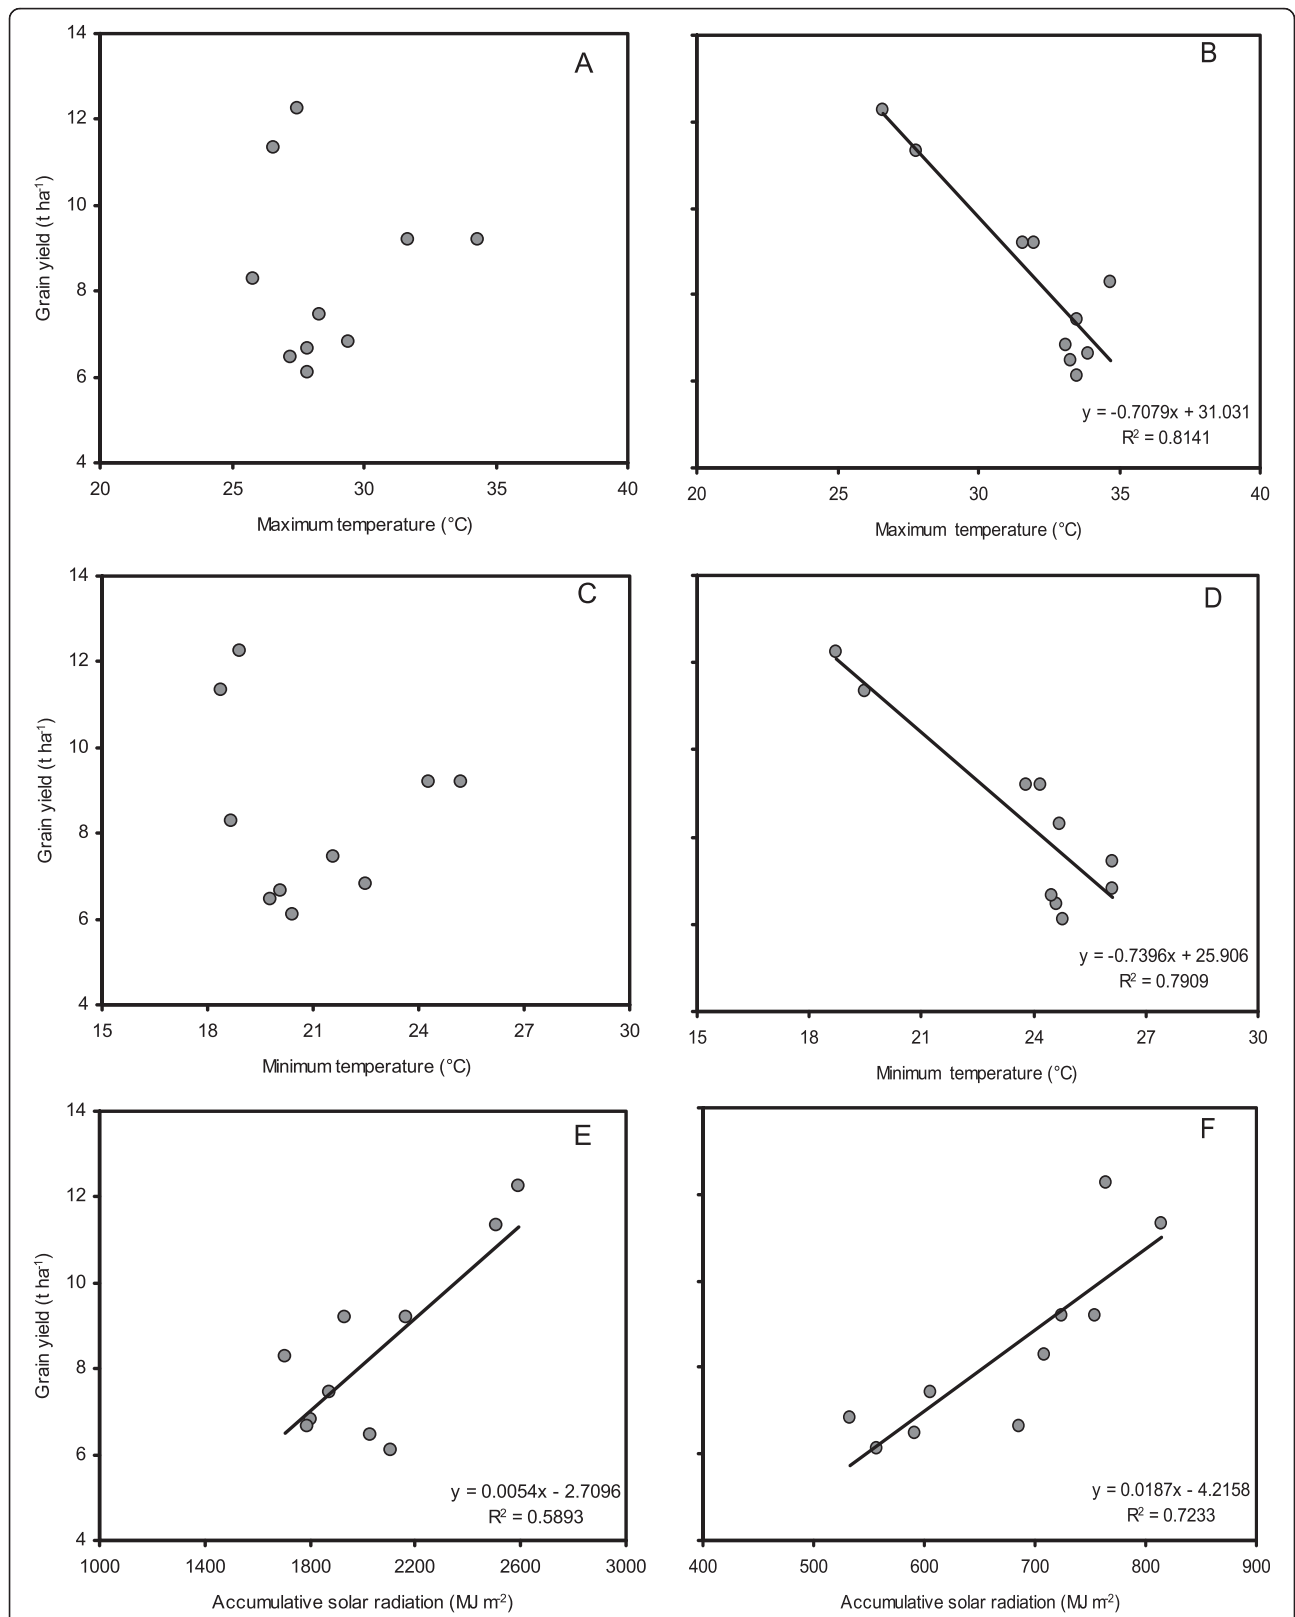 A
14
12
10
8
6
4
20 25 30 35 40
Grain yield (t ha-1)
Maximum temperature (°C)
B
y = -0.7079x + 31.031
R2 = 0.8141
20 25 30 35 40
Maximum temperature (°C)
C
14
12
10
8
6
4
15 18 21 24 27 30
Grain yield (t ha-1)
Minimum temperature (°C)
D
y = -0.7396x + 25.906
R2 = 0.7909
15 18 21 24 27 30
Minimum temperature (°C)
E
14
12
10
8
6
4
y = 0.0054x - 2.7096
R2 = 0.5893
1000 1400 1800 2200 2600 3000
Grain yield (t ha-1)
Accumulative solar radiation (MJ m-2)
F
y = 0.0187x - 4.2158
R2 = 0.7233
400 500 600 700 800 900
Accumulative solar radiation (MJ m-2)